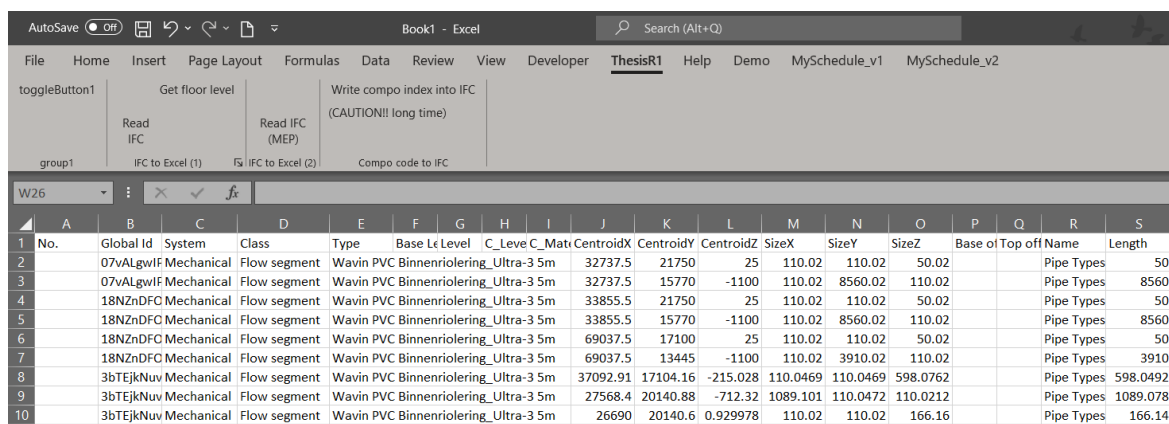 AutoSave Off Book1 - Excel Search (Alt+Q)
File Home Insert Page Layout Formulas Data Review View Developer ThesisR1 Help Demo MySchedule_v1 MySchedule_v2
toggleButton1 Get floor level Write compo index into IFC
(CAUTION!! long time)
Read Read IFC
IFC (MEP)
group1 IFC to Excel (1) IFC to Excel (2) Compo code to IFC
W26 fx
A B C D E F G H I J K L M N O P Q R S
1 No. Global Id System Class Type Base Le Level C_Leve C_Mat CentroidX CentroidY CentroidZ SizeX SizeY SizeZ Base of Top off Name Length
2 07vALgwIF Mechanical Flow segment Wavin PVC Binnenriolering_Ultra-3 5m 32737.5 21750 25 110.02 110.02 50.02 Pipe Types 50
3 07vALgwIF Mechanical Flow segment Wavin PVC Binnenriolering_Ultra-3 5m 32737.5 15770 -1100 110.02 8560.02 110.02 Pipe Types 8560
4 18NZnDFO Mechanical Flow segment Wavin PVC Binnenriolering_Ultra-3 5m 33855.5 21750 25 110.02 110.02 50.02 Pipe Types 50
5 18NZnDFO Mechanical Flow segment Wavin PVC Binnenriolering_Ultra-3 5m 33855.5 15770 -1100 110.02 8560.02 110.02 Pipe Types 8560
6 18NZnDFO Mechanical Flow segment Wavin PVC Binnenriolering_Ultra-3 5m 69037.5 17100 25 110.02 110.02 50.02 Pipe Types 50
7 18NZnDFO Mechanical Flow segment Wavin PVC Binnenriolering_Ultra-3 5m 69037.5 13445 -1100 110.02 3910.02 110.02 Pipe Types 3910
8 3bTEjkNuv Mechanical Flow segment Wavin PVC Binnenriolering_Ultra-3 5m 37092.91 17104.16 -215.028 110.0469 110.0469 598.0762 Pipe Types 598.0492
9 3bTEjkNuv Mechanical Flow segment Wavin PVC Binnenriolering_Ultra-3 5m 27568.4 20140.88 -712.32 1089.101 110.0472 110.0212 Pipe Types 1089.078
10 3bTEjkNuv Mechanical Flow segment Wavin PVC Binnenriolering_Ultra-3 5m 26690 20140.6 0.929978 110.02 110.02 166.16 Pipe Types 166.14